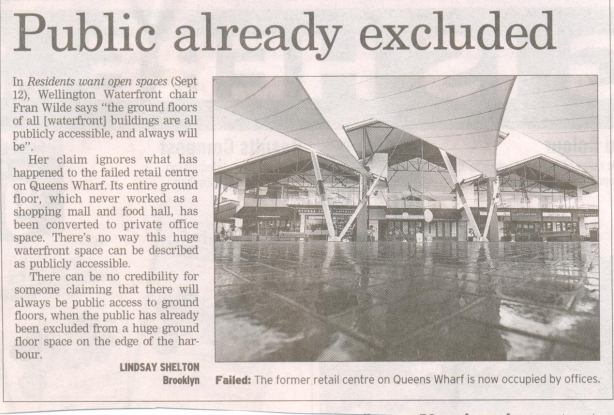 Public already excluded
In Residents want open spaces (Sept
12), Wellington Waterfront chair
Fran Wilde says “the ground floors
of all [waterfront] buildings are all
publicly accessible, and always will
be”.
Her claim ignores what has
happened to the failed retail centre
on Queens Wharf. Its entire ground
floor, which never worked as a
shopping mall and food hall, has
been converted to private office
space. There's no way this huge
waterfront space can be described
as publicly accessible.
There can be no credibility for
someone claiming that there will
always be public access to ground
floors, when the public has already
been excluded from a huge ground
floor space on the edge of the har-
bour.
LINDSAY SHELTON
Brooklyn
Failed: The former retail centre on Queens Wharf is now occupied by offices.